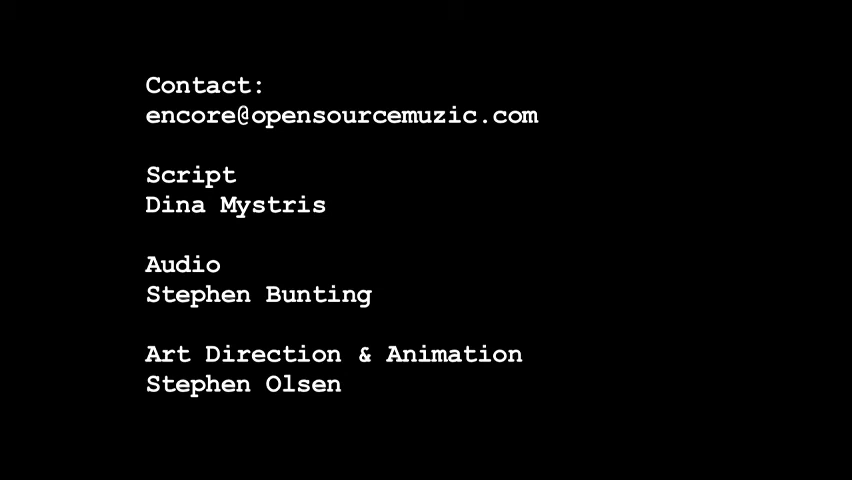 Contact:
encore@opensourcemuzic.com
Script
Dina Mystris
Audio
Stephen Bunting
Art Direction & Animation
Stephen Olsen